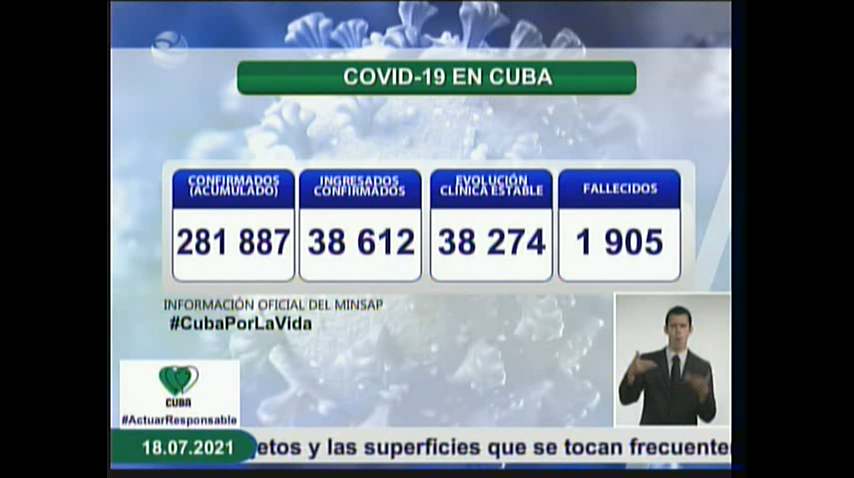 COVID-19 EN CUBA
CONFIRMADOS
(ACUMULADO)
281 887
INGRESADOS
CONFIRMADOS
38 612
EVOLUCIÓN
CLÍNICA ESTABLE
38 274
FALLECIDOS
1 905
INFORMACIÓN OFICIAL DEL MINSAP
#CubaPorLaVida
CUBA
#ActuarResponsable
18.07.2021
etos y las superficies que se tocan frecuente